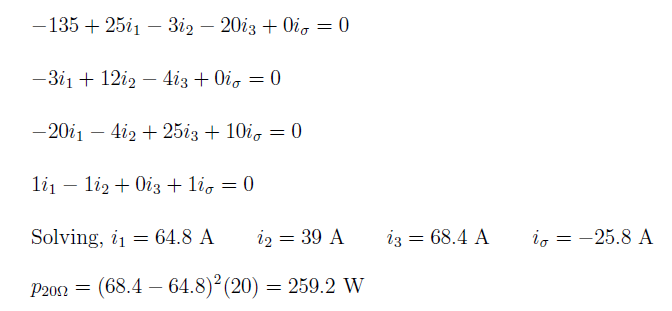 −135 + 25i₁ − 3i₂ − 20i₃ + 0i_σ = 0
−3i₁ + 12i₂ − 4i₃ + 0i_σ = 0
−20i₁ − 4i₂ + 25i₃ + 10i_σ = 0
1i₁ − 1i₂ + 0i₃ + 1i_σ = 0
Solving, i₁ = 64.8 A i₂ = 39 A i₃ = 68.4 A i_σ = −25.8 A
p₂₀Ω = (68.4 − 64.8)²(20) = 259.2 W